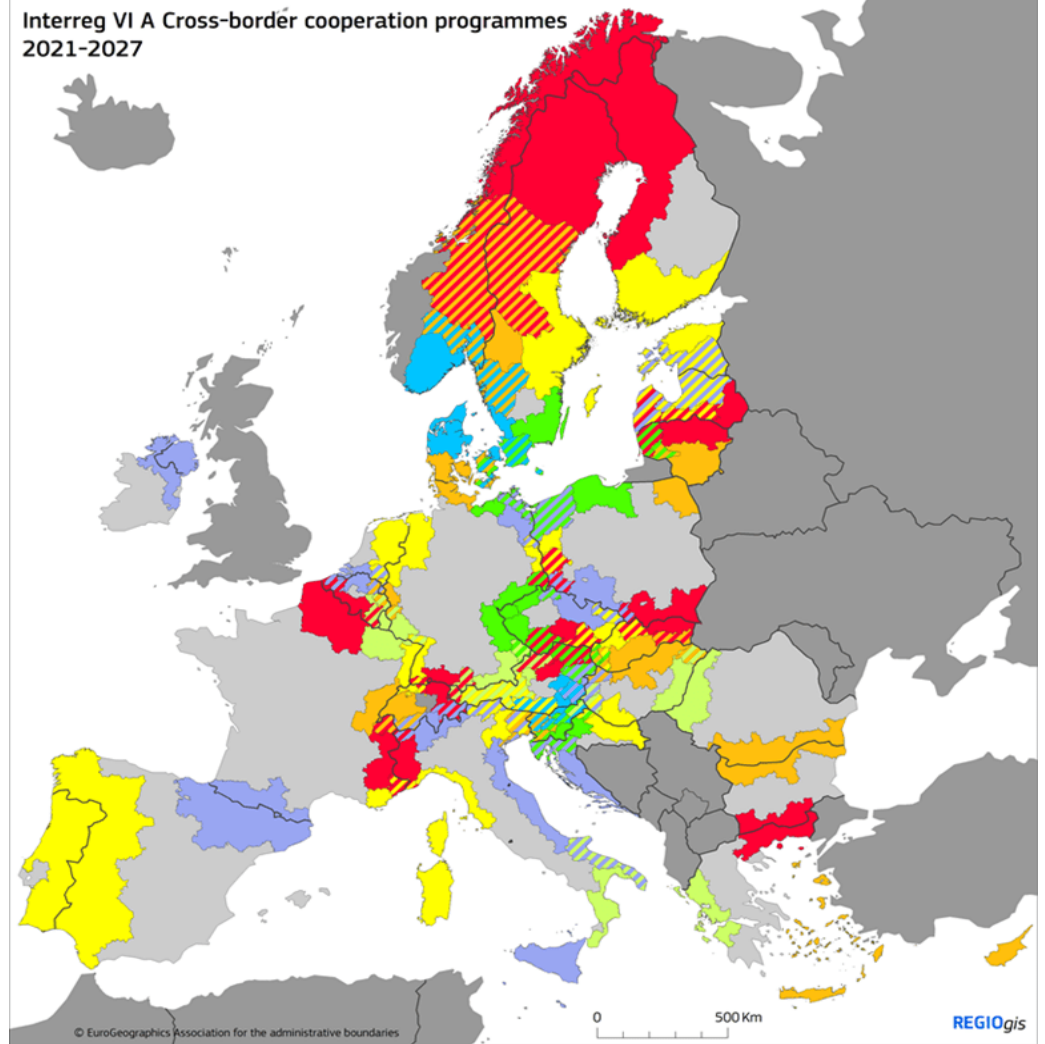 Interreg VI A Cross-border cooperation programmes
2021-2027
© EuroGeographics Association for the administrative boundaries
0 500 Km
REGIOgis